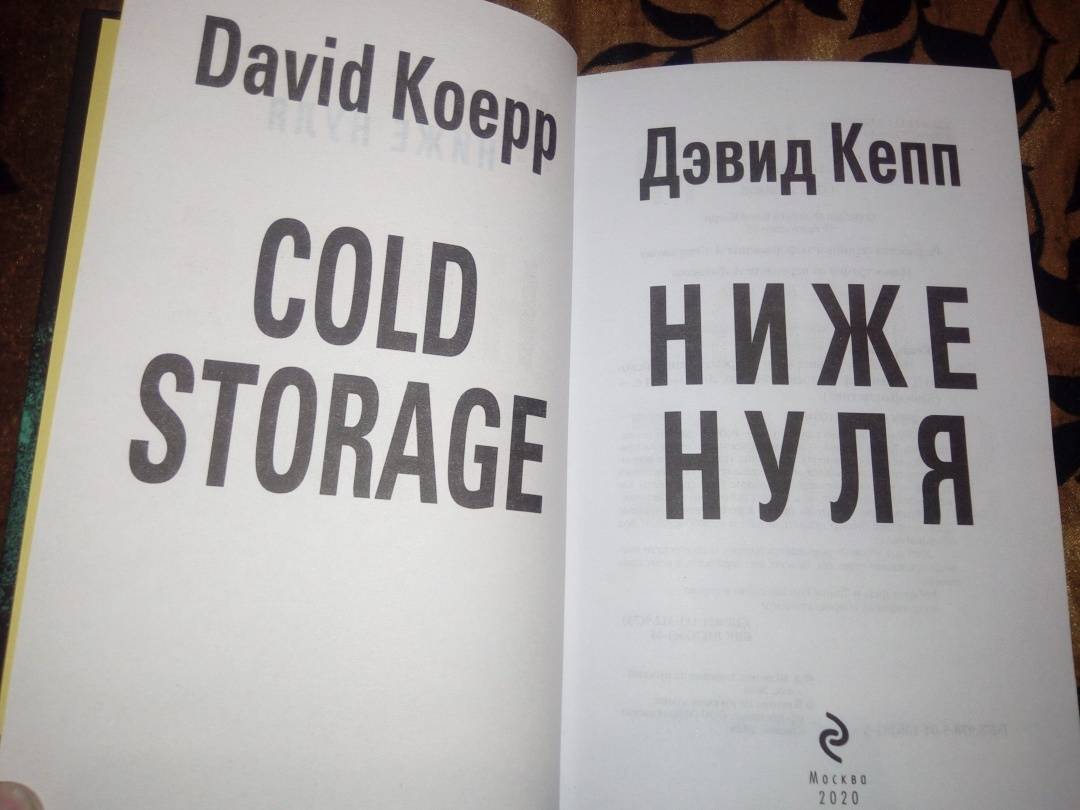 David Koepp
COLD
STORAGE
Дэвид Кепп
НИЖЕ
НУЛЯ
Москва
2020